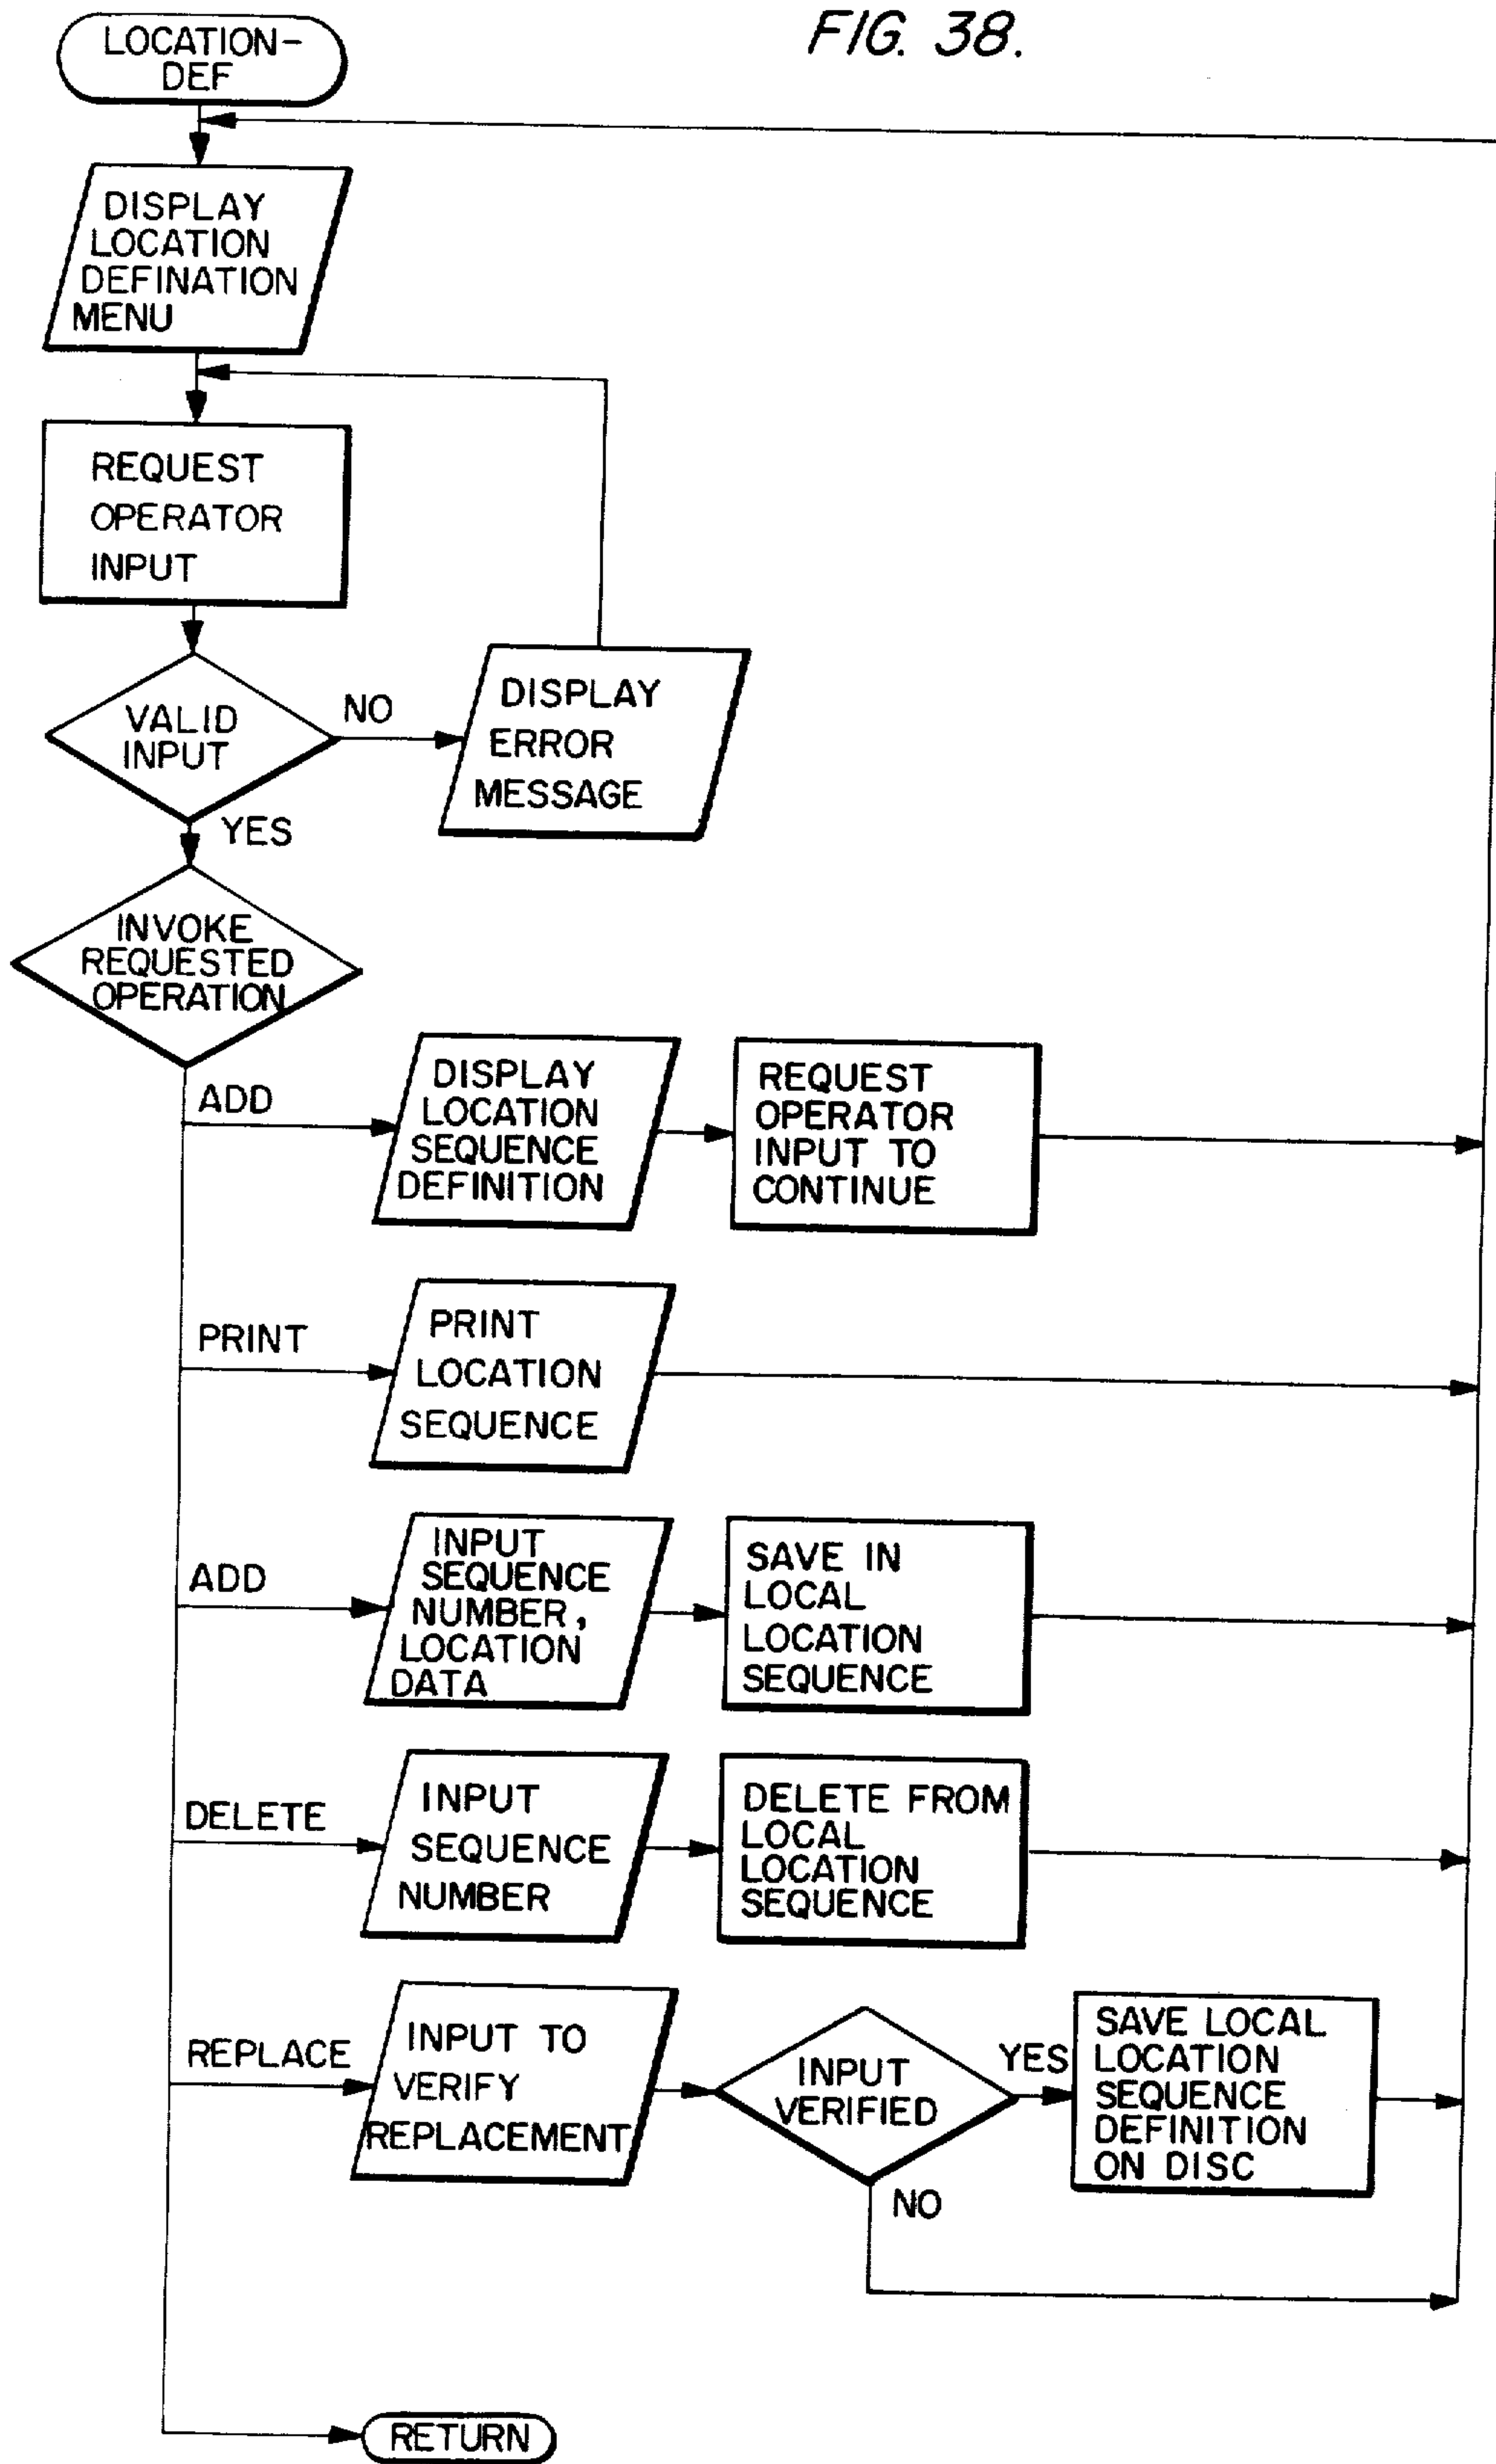 FIG. 38.
LOCATION-
DEF
DISPLAY
LOCATION
DEFINATION
MENU
REQUEST
OPERATOR
INPUT
VALID
INPUT
NO
DISPLAY
ERROR
MESSAGE
YES
INVOKE
REQUESTED
OPERATION
ADD
DISPLAY
LOCATION
SEQUENCE
DEFINITION
REQUEST
OPERATOR
INPUT TO
CONTINUE
PRINT
PRINT
LOCATION
SEQUENCE
ADD
INPUT
SEQUENCE
NUMBER,
LOCATION
DATA
SAVE IN
LOCAL
LOCATION
SEQUENCE
DELETE
INPUT
SEQUENCE
NUMBER
DELETE FROM
LOCAL
LOCATION
SEQUENCE
REPLACE
INPUT TO
VERIFY
REPLACEMENT
INPUT
VERIFIED
YES
SAVE LOCAL
LOCATION
SEQUENCE
DEFINITION
ON DISC
NO
RETURN